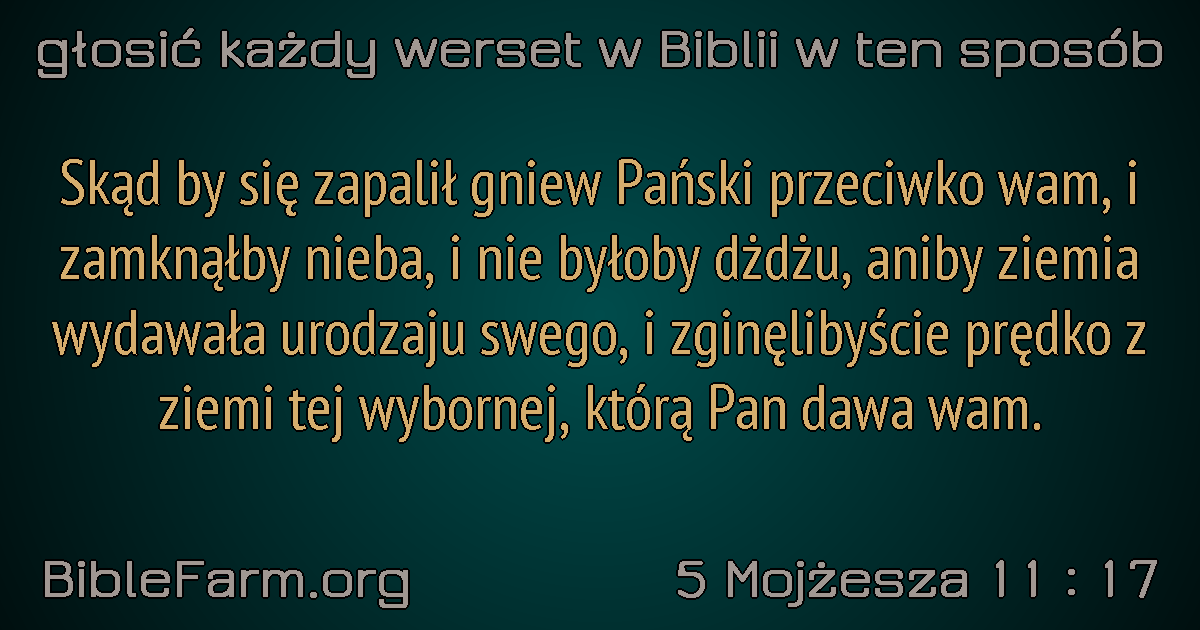 głosić każdy werset w Biblii w ten sposób
Skąd by się zapalił gniew Pański przeciwko wam, i
zamknąłby nieba, i nie byłoby dżdżu, aniby ziemia
wydawała urodzaju swego, i zginęlibyście prędko z
ziemi tej wybornej, którą Pan dawa wam.
BibleFarm.org
5 Mojżesza 11 : 17